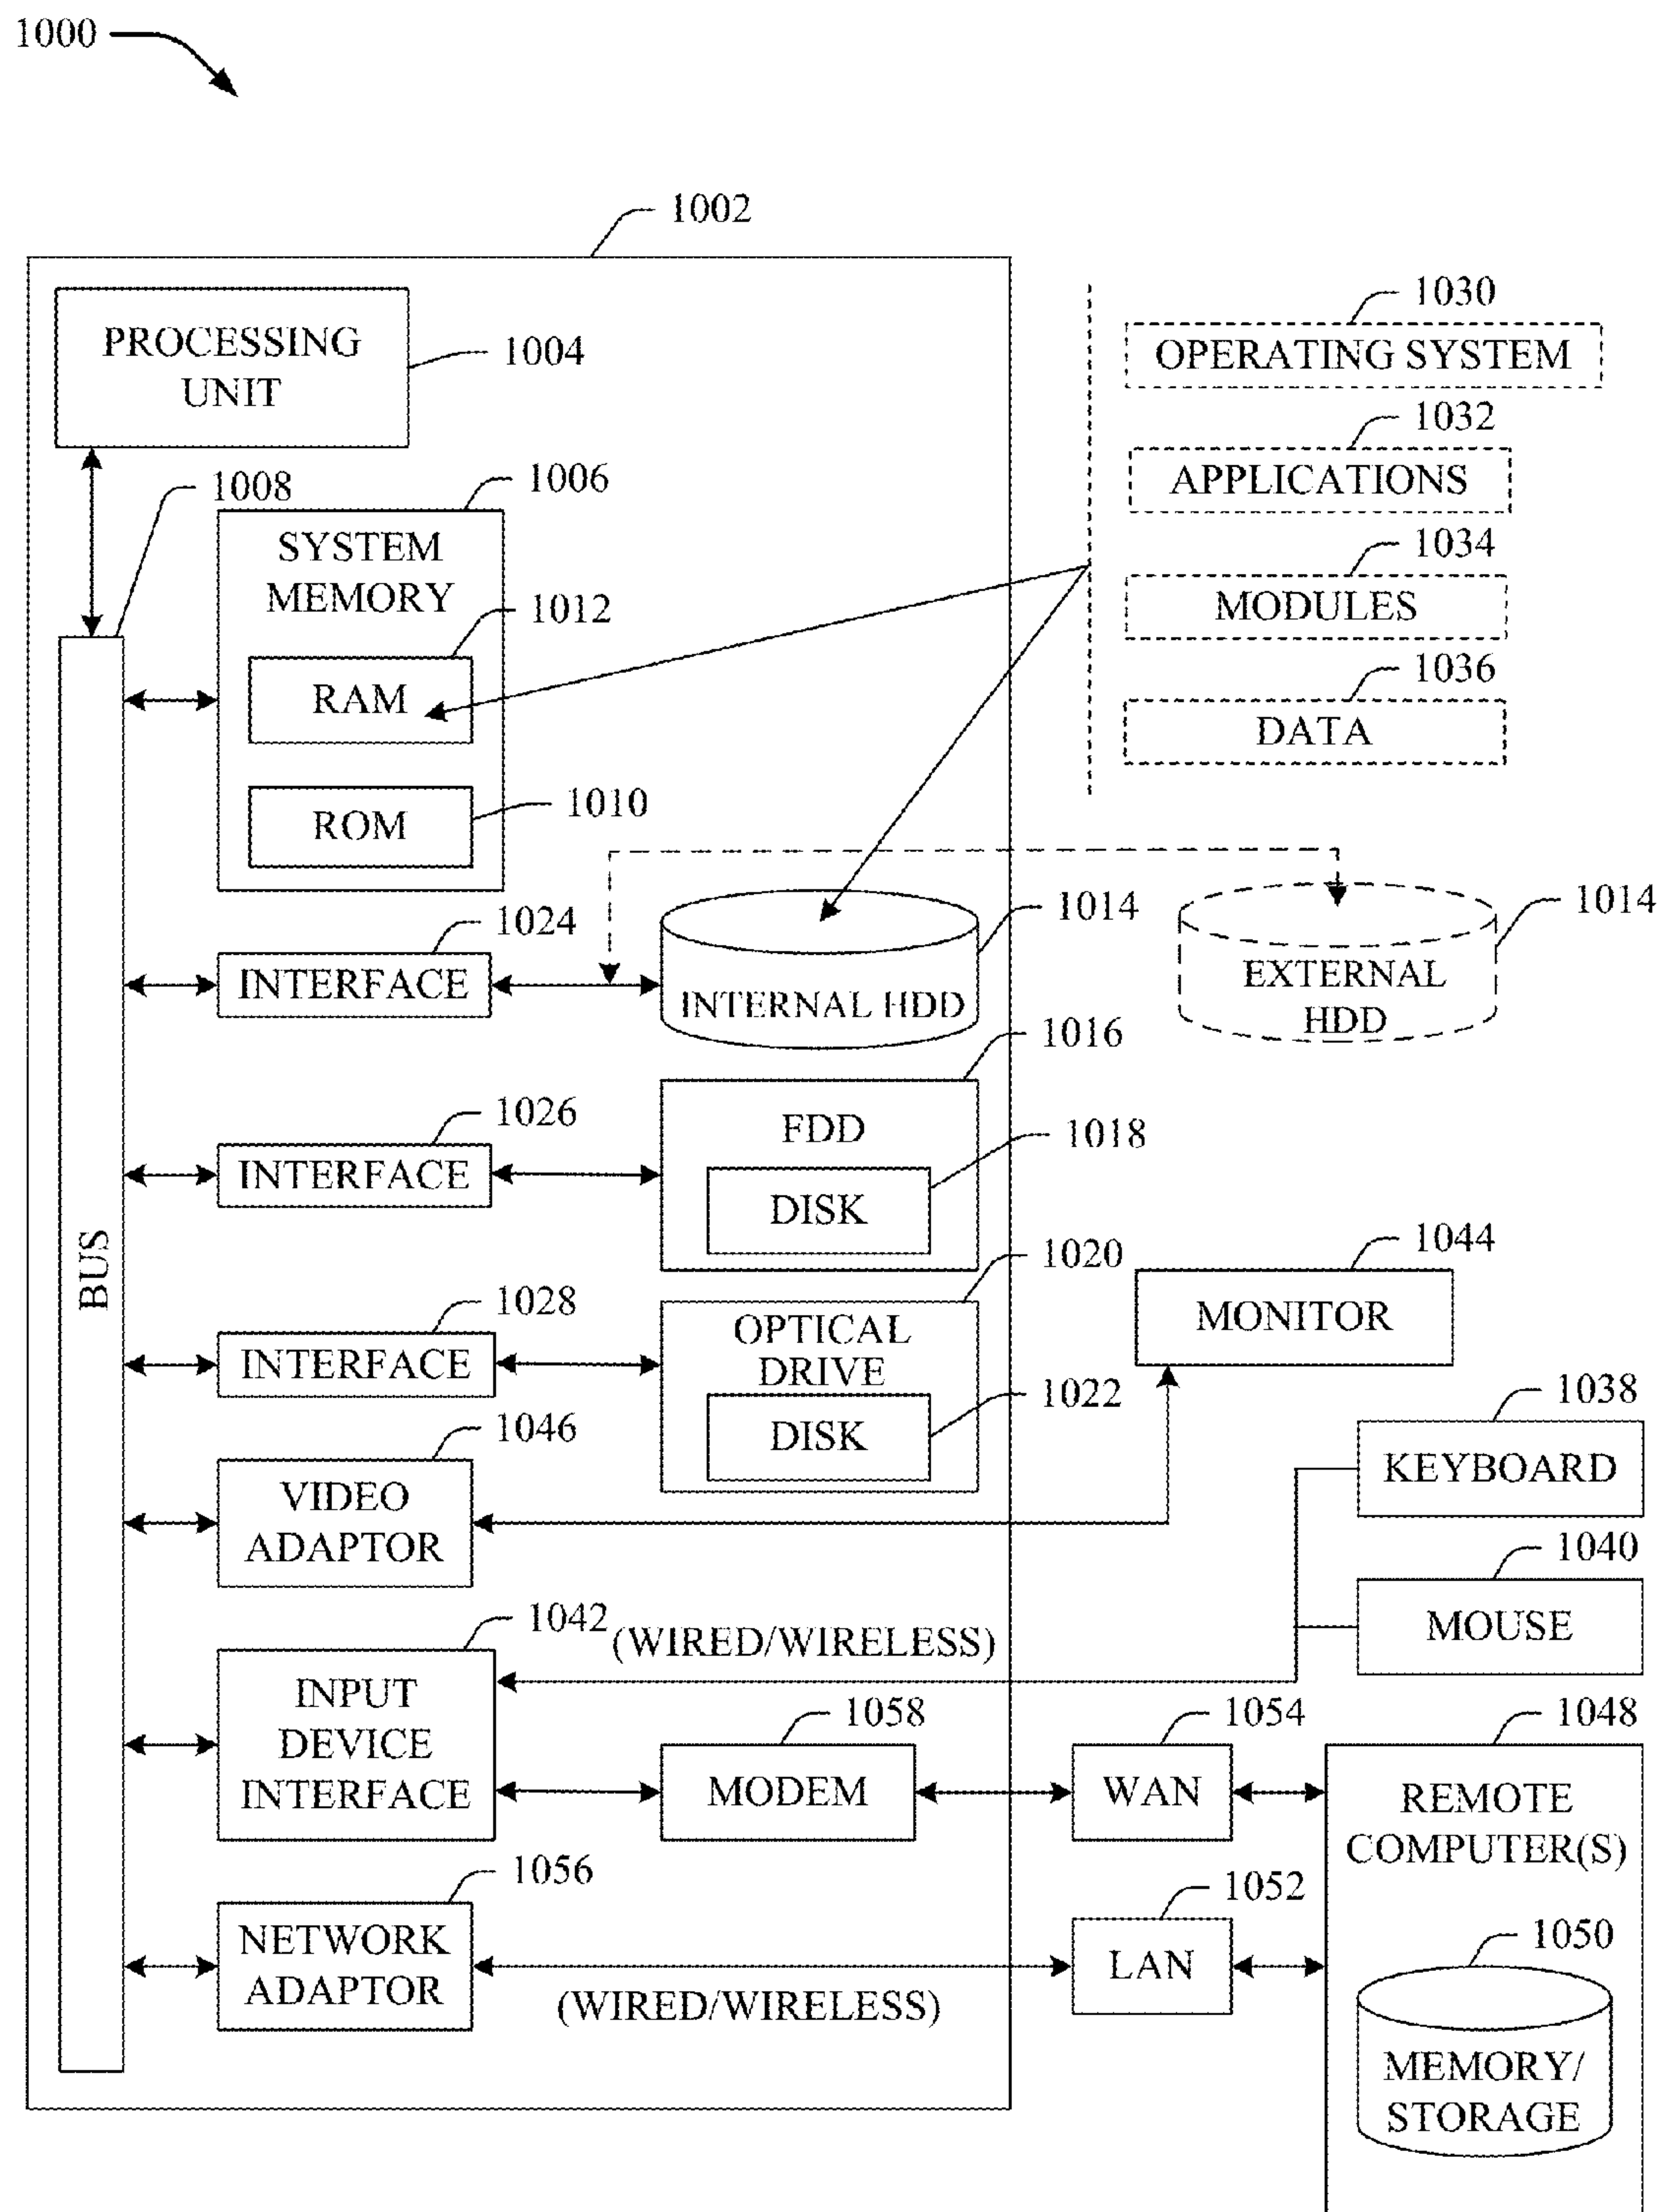 1000
1002
PROCESSING
UNIT
1004
1030
OPERATING SYSTEM
1032
APPLICATIONS
1034
MODULES
1036
DATA
1008
1006
SYSTEM
MEMORY
1012
RAM
1010
ROM
1024
INTERFACE
1014
INTERNAL HDD
1014
EXTERNAL
HDD
1026
INTERFACE
1016
FDD
1018
DISK
BUS
1028
INTERFACE
1020
OPTICAL
DRIVE
1022
DISK
1044
MONITOR
1046
VIDEO
ADAPTOR
1038
KEYBOARD
1040
MOUSE
1042
(WIRED/WIRELESS)
INPUT
DEVICE
INTERFACE
1058
MODEM
1054
WAN
1048
REMOTE
COMPUTER(S)
1056
NETWORK
ADAPTOR
(WIRED/WIRELESS)
1052
LAN
1050
MEMORY/
STORAGE